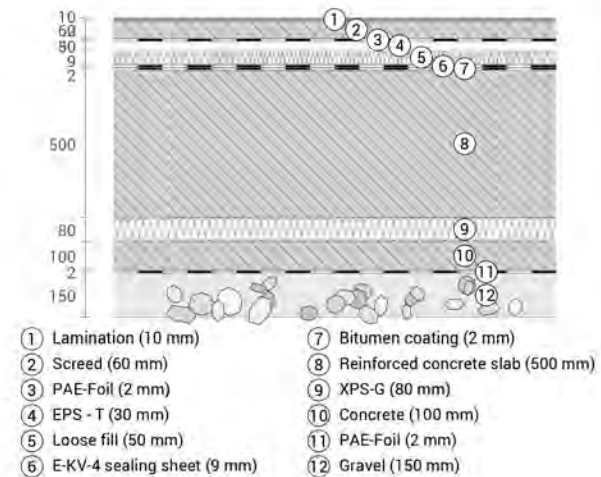 10
60
80
9
2
500
80
100
2
150
1
2
3
4
5
6
7
8
9
10
11
12
1 Lamination (10 mm)
2 Screed (60 mm)
3 PAE-Foil (2 mm)
4 EPS - T (30 mm)
5 Loose fill (50 mm)
6 E-KV-4 sealing sheet (9 mm)
7 Bitumen coating (2 mm)
8 Reinforced concrete slab (500 mm)
9 XPS-G (80 mm)
10 Concrete (100 mm)
11 PAE-Foil (2 mm)
12 Gravel (150 mm)